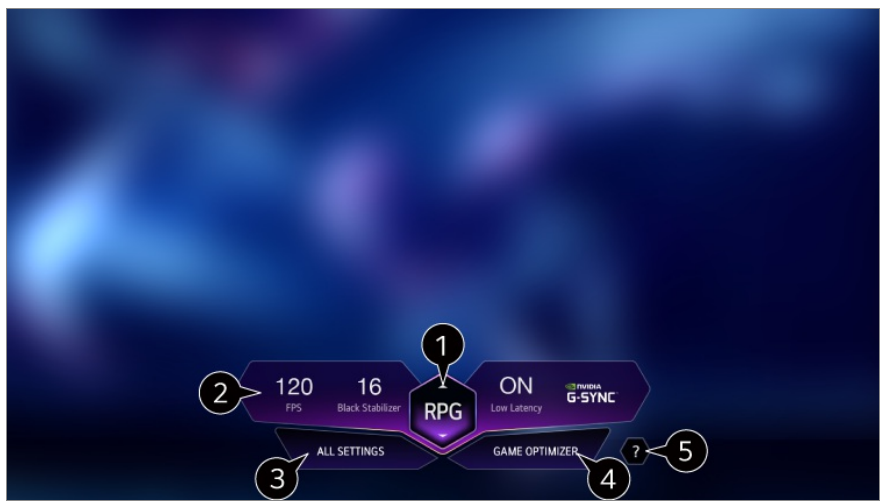 1
2
120
FPS
16
Black Stabilizer
RPG
ON
Low Latency
NVIDIA
G-SYNC
ALL SETTINGS
GAME OPTIMIZER
?
3
4
5